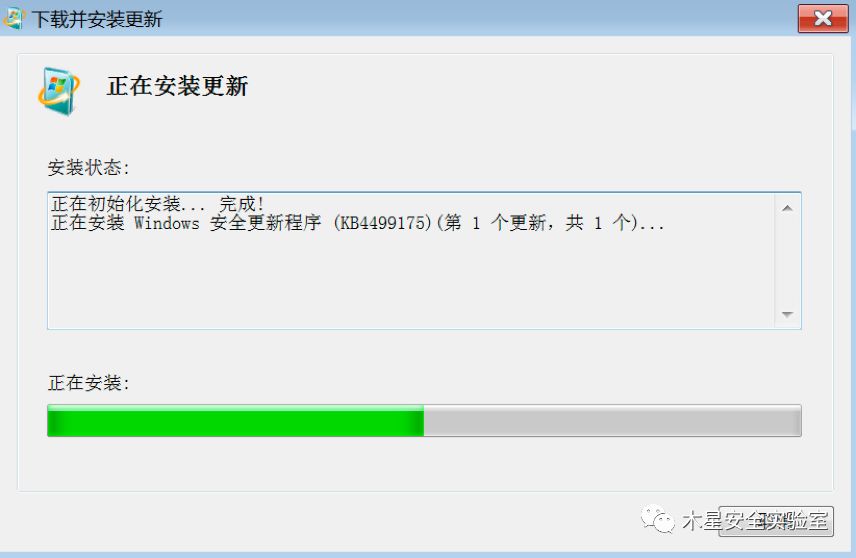 下载并安装更新
正在安装更新
安装状态:
正在初始化安装... 完成!
正在安装 Windows 安全更新程序 (KB4499175)(第 1 个更新，共 1 个)...
正在安装:
木星安全实验室